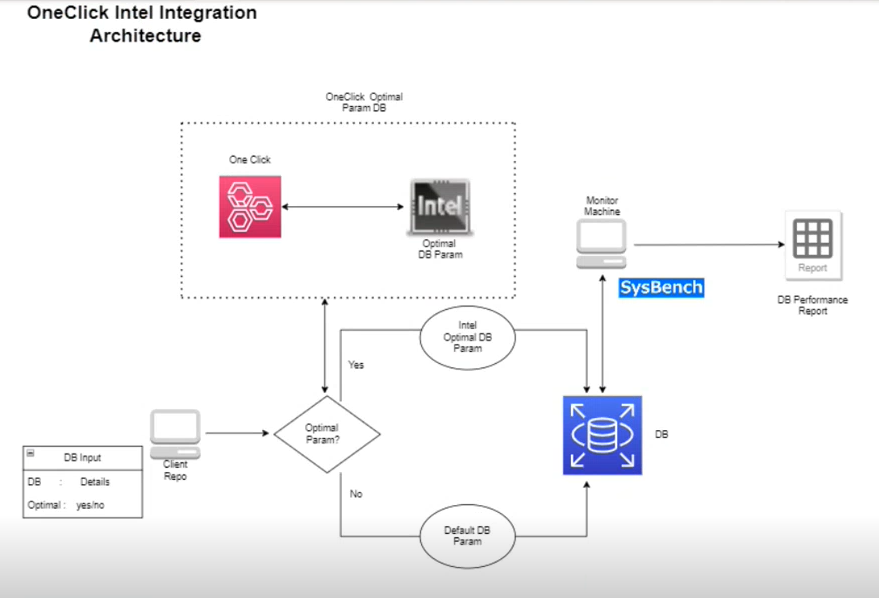 OneClick Intel Integration
Architecture
OneClick Optimal
Param DB
One Click
Intel
Optimal
DB Param
Monitor
Machine
SysBench
Report
DB Performance
Report
Intel
Optimal DB
Param
Yes
Optimal
Param?
DB
Client
Repo
DB Input
DB : Details
Optimal : yes/no
No
Default DB
Param